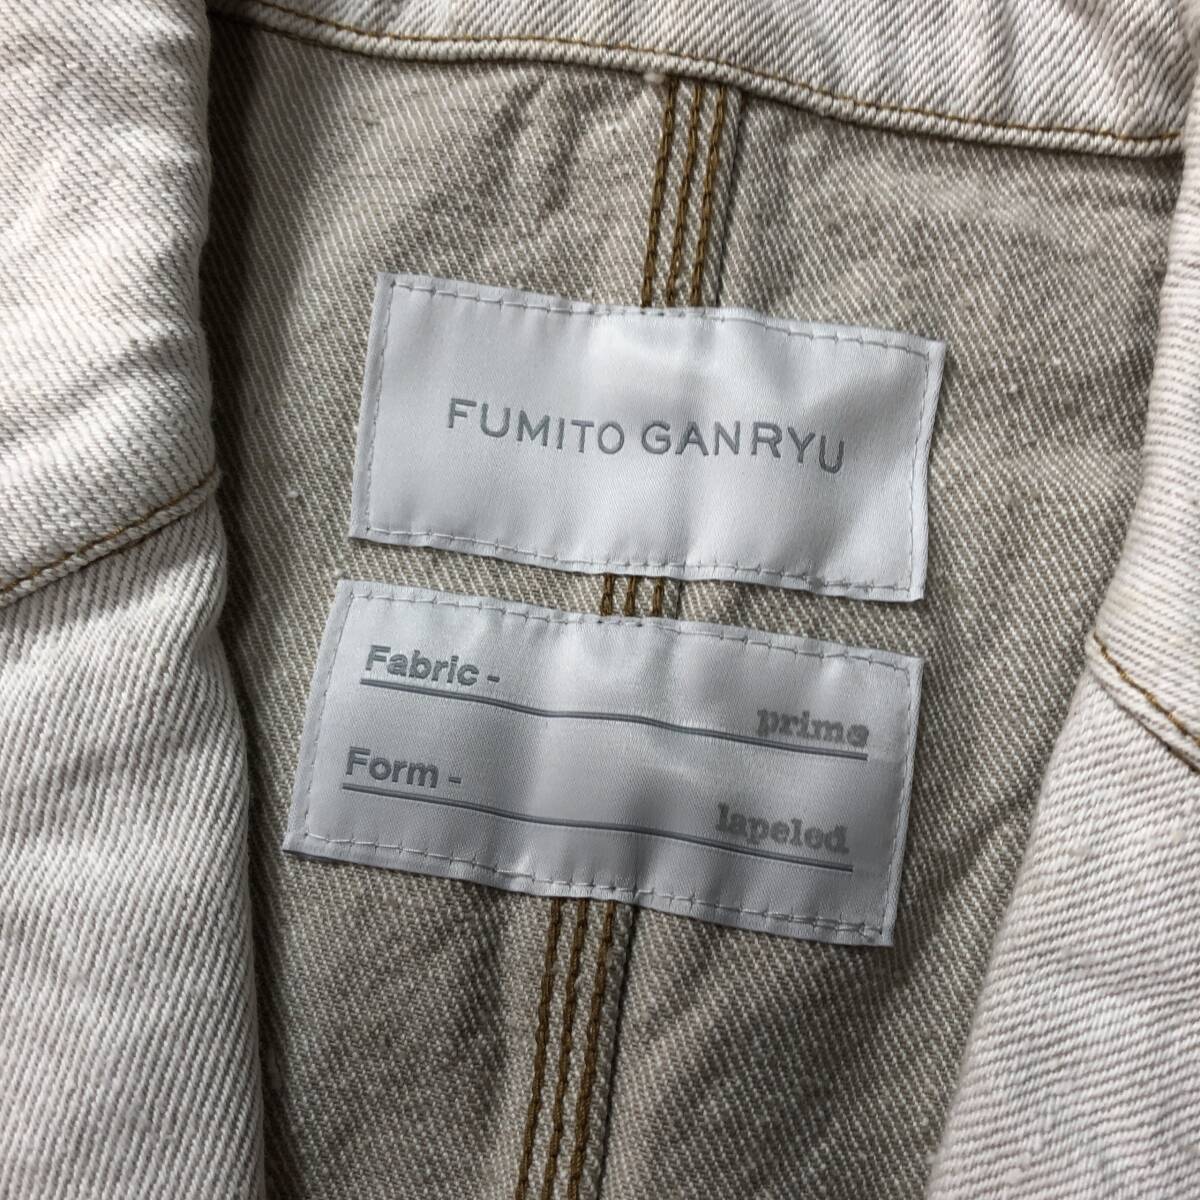 FUMITO GANRYU
Fabric -
prime
Form -
lapeled